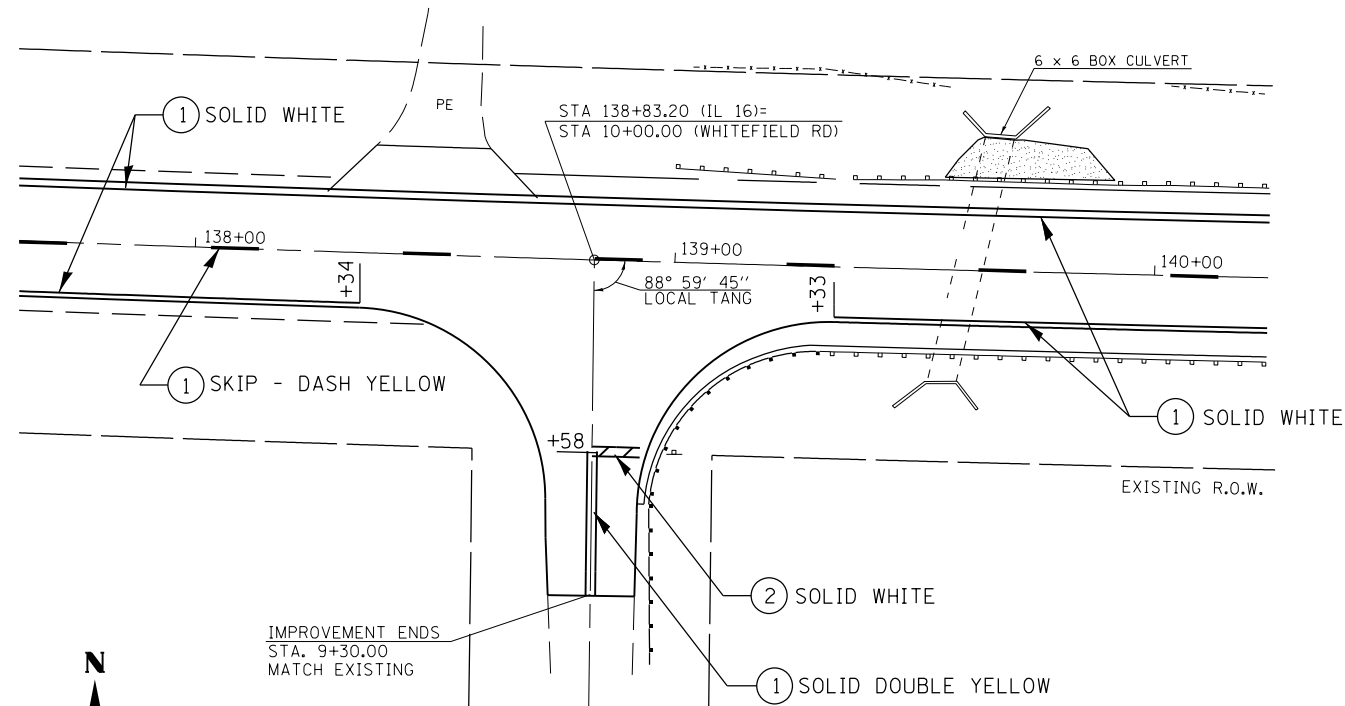 6 x 6 BOX CULVERT
PE
STA 138+83.20 (IL 16)=
STA 10+00.00 (WHITEFIELD RD)
1 SOLID WHITE
138+00
139+00
140+00
+34
88° 59' 45''
LOCAL TANG
+33
1 SKIP - DASH YELLOW
1 SOLID WHITE
+58
EXISTING R.O.W.
2 SOLID WHITE
IMPROVEMENT ENDS
STA. 9+30.00
MATCH EXISTING
N
1 SOLID DOUBLE YELLOW